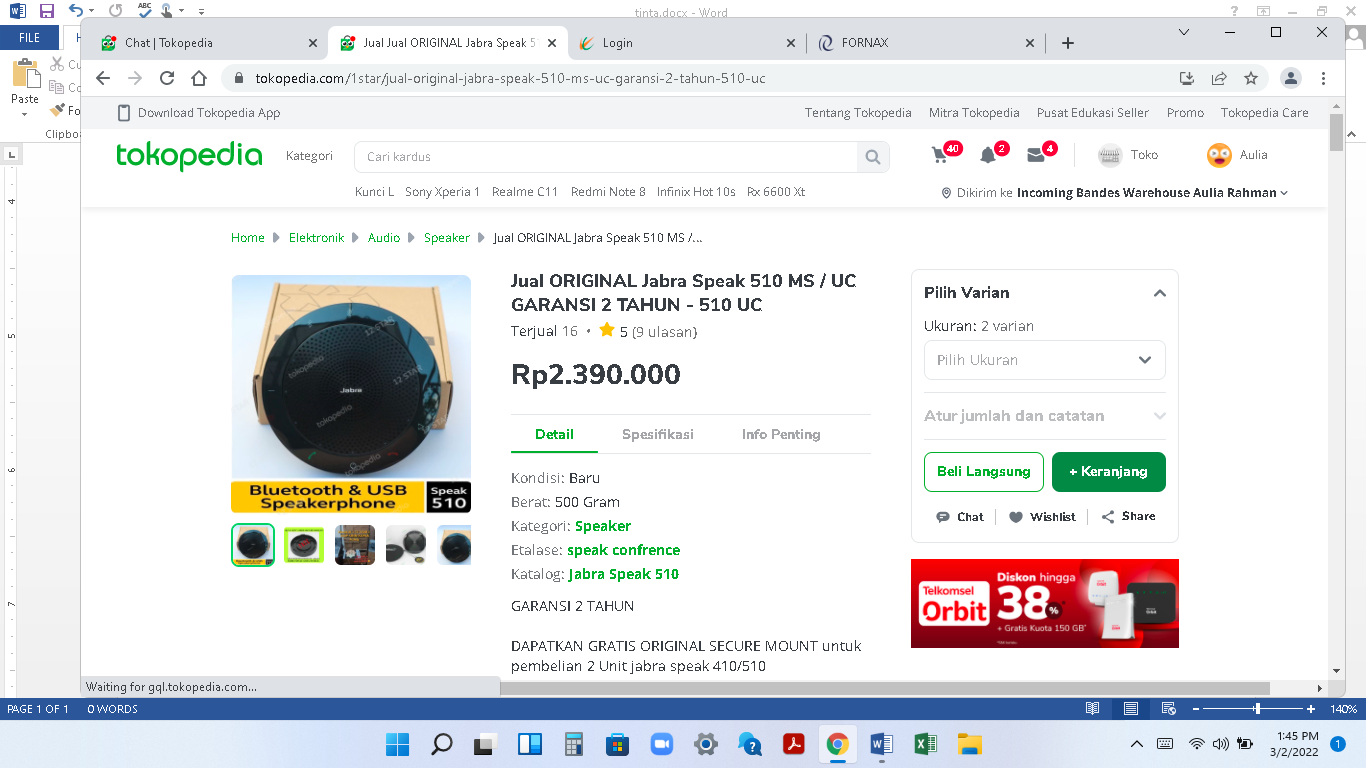 tinta.docx - Word
FILE
Paste
Clipbo
Chat | Tokopedia
Jual Jual ORIGINAL Jabra Speak 5
Login
FORNAX
tokopedia.com/1star/jual-original-jabra-speak-510-ms-uc-garansi-2-tahun-510-uc
Download Tokopedia App
Tentang Tokopedia
Mitra Tokopedia
Pusat Edukasi Seller
Promo
Tokopedia Care
tokopedia
Kategori
Cari kardus
40
2
4
Toko
Aulia
Kunci L
Sony Xperia 1
Realme C11
Redmi Note 8
Infinix Hot 10s
Rx 6600 Xt
Dikirim ke Incoming Bandes Warehouse Aulia Rahman
Home
Elektronik
Audio
Speaker
Jual ORIGINAL Jabra Speak 510 MS /...
Jabra
Bluetooth & USB
Speakerphone
Speak
510
Jual ORIGINAL Jabra Speak 510 MS / UC
GARANSI 2 TAHUN - 510 UC
Terjual 16 • 5 (9 ulasan)
Rp2.390.000
Detail
Spesifikasi
Info Penting
Kondisi: Baru
Berat: 500 Gram
Kategori: Speaker
Etalase: speak confrence
Katalog: Jabra Speak 510
GARANSI 2 TAHUN
DAPATKAN GRATIS ORIGINAL SECURE MOUNT untuk
pembelian 2 Unit jabra speak 410/510
Pilih Varian
Ukuran: 2 varian
Pilih Ukuran
Atur jumlah dan catatan
Beli Langsung
+ Keranjang
Chat
Wishlist
Share
Telkomsel
Orbit
Diskon hingga
38%
+ Gratis Kuota 150 GB*
Waiting for gql.tokopedia.com...
PAGE 1 OF 1
0 WORDS
140%
1:45 PM
3/2/2022
1